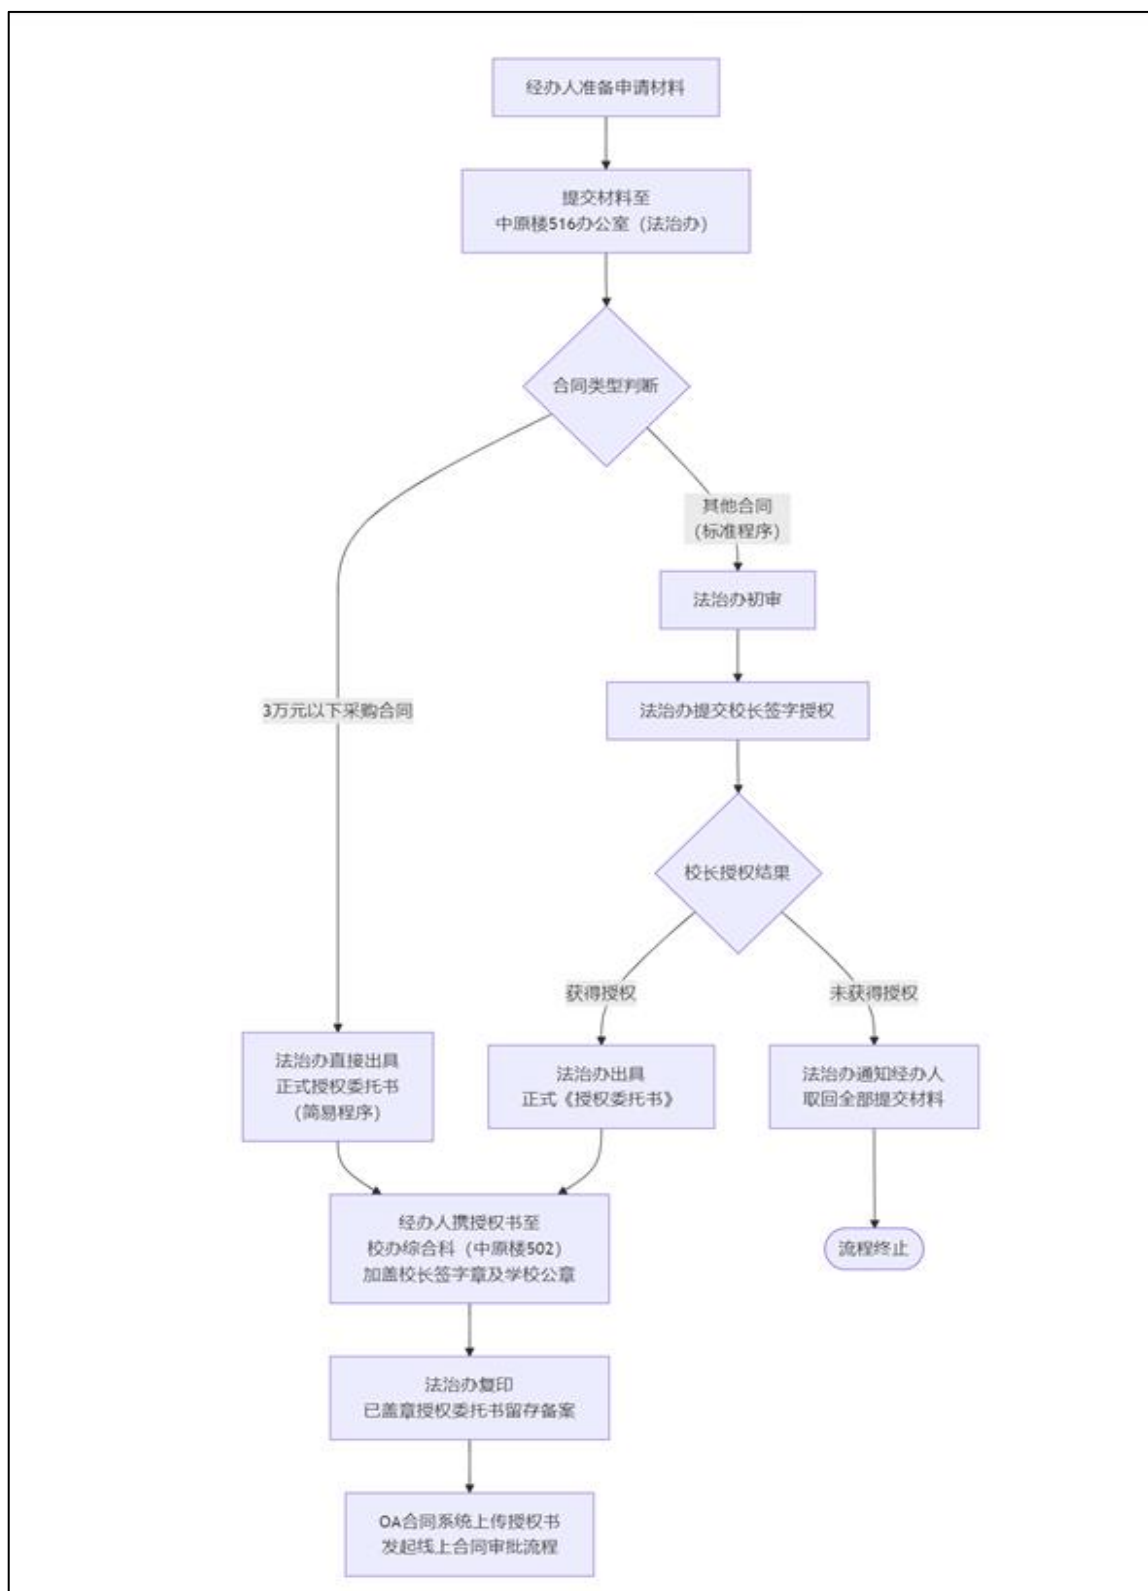 经办人准备申请材料
提交材料至
中原楼516办公室（法治办）
合同类型判断
其他合同
（标准程序）
法治办初审
3万元以下采购合同
法治办提交校长签字授权
校长授权结果
获得授权
未获得授权
法治办直接出具
正式授权委托书
（简易程序）
法治办出具
正式《授权委托书》
法治办通知经办人
取回全部提交材料
经办人携授权书至
校办综合科（中原楼502）
加盖校长签字章及学校公章
流程终止
法治办复印
已盖章授权委托书留存备案
OA合同系统上传授权书
发起线上合同审批流程